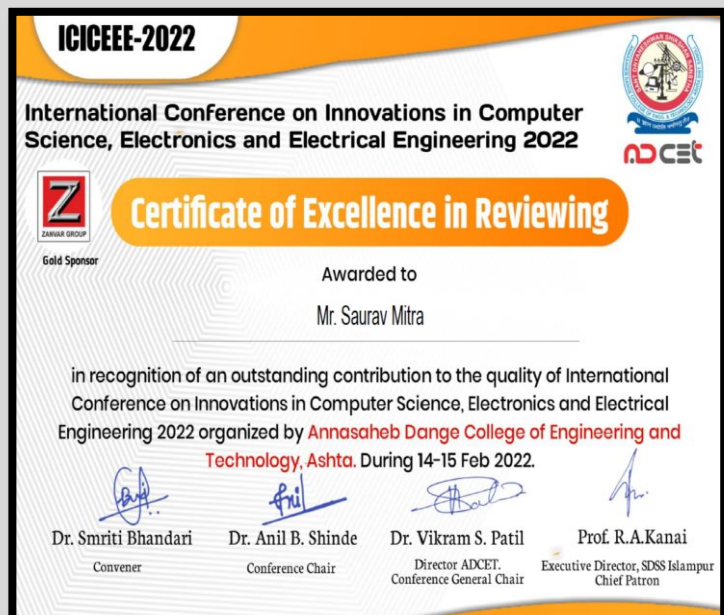 ICICEEE-2022
International Conference on Innovations in Computer
Science, Electronics and Electrical Engineering 2022
ADCET
Z
ZANVAR GROUP
Gold Sponsor
Certificate of Excellence in Reviewing
Awarded to
Mr. Saurav Mitra
in recognition of an outstanding contribution to the quality of International
Conference on Innovations in Computer Science, Electronics and Electrical
Engineering 2022 organized by Annasaheb Dange College of Engineering and
Technology, Ashta. During 14-15 Feb 2022.
Dr. Smriti Bhandari
Convener
Dr. Anil B. Shinde
Conference Chair
Dr. Vikram S. Patil
Director ADCET.
Conference General Chair
Prof. R.A.Kanai
Executive Director, SDSS Islampur
Chief Patron